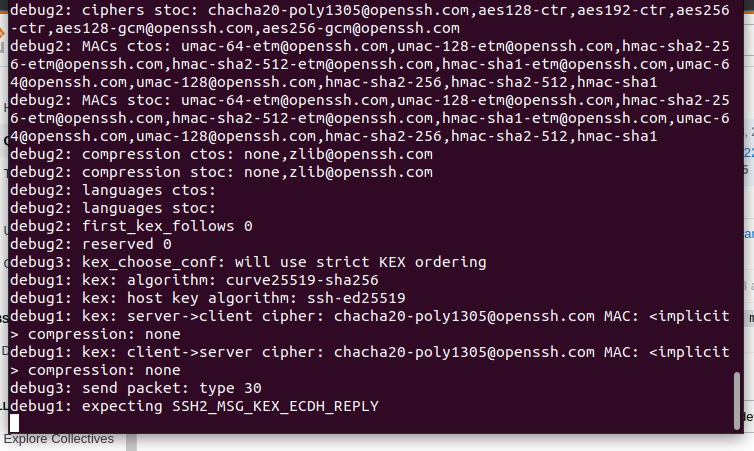 debug2: ciphers stoc: chacha20-poly1305@openssh.com,aes128-ctr,aes192-ctr,aes256
-ctr,aes128-gcm@openssh.com,aes256-gcm@openssh.com
debug2: MACs ctos: umac-64-etm@openssh.com,umac-128-etm@openssh.com,hmac-sha2-25
6-etm@openssh.com,hmac-sha2-512-etm@openssh.com,hmac-sha1-etm@openssh.com,umac-6
4@openssh.com,umac-128@openssh.com,hmac-sha2-256,hmac-sha2-512,hmac-sha1
debug2: MACs stoc: umac-64-etm@openssh.com,umac-128-etm@openssh.com,hmac-sha2-25
6-etm@openssh.com,hmac-sha2-512-etm@openssh.com,hmac-sha1-etm@openssh.com,umac-6
4@openssh.com,umac-128@openssh.com,hmac-sha2-256,hmac-sha2-512,hmac-sha1
debug2: compression ctos: none,zlib@openssh.com
debug2: compression stoc: none,zlib@openssh.com
debug2: languages ctos:
debug2: languages stoc:
debug2: first_kex_follows 0
debug2: reserved 0
debug3: kex_choose_conf: will use strict KEX ordering
debug1: kex: algorithm: curve25519-sha256
debug1: kex: host key algorithm: ssh-ed25519
debug1: kex: server->client cipher: chacha20-poly1305@openssh.com MAC: <implicit
> compression: none
debug1: kex: client->server cipher: chacha20-poly1305@openssh.com MAC: <implicit
> compression: none
debug3: send packet: type 30
debug1: expecting SSH2_MSG_KEX_ECDH_REPLY
Explore Collectives